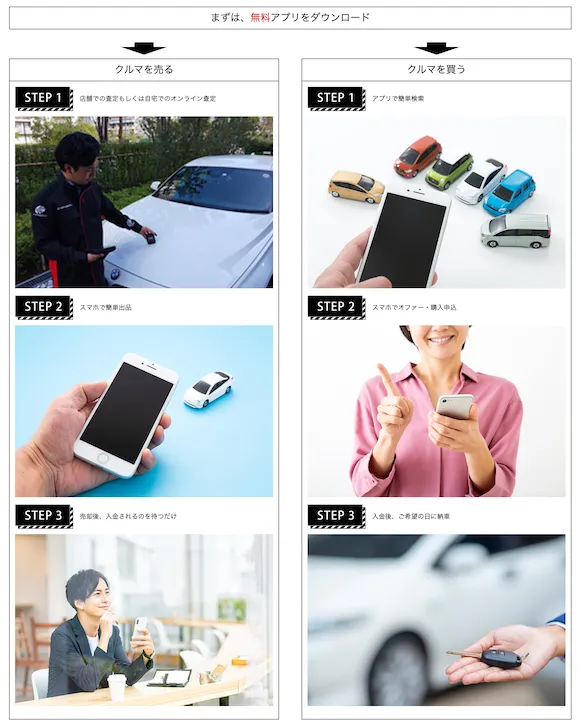 まずは、無料アプリをダウンロード
クルマを売る
STEP 1 店舗での査定もしくは自宅でのオンライン査定
STEP 2 スマホで簡単出品
STEP 3 売却後、入金されるのを待つだけ
クルマを買う
STEP 1 アプリで簡単検索
STEP 2 スマホでオファー・購入申込
STEP 3 入金後、ご希望の日に納車